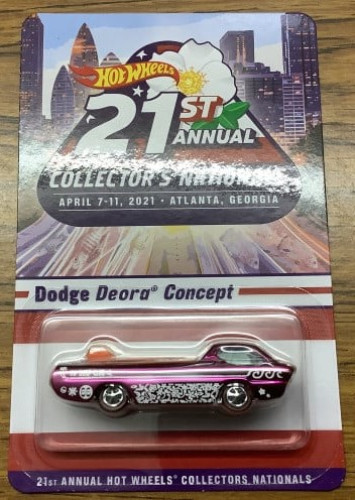 HOT WHEELS
21ST
ANNUAL
COLLECTOR'S NATIONALS
APRIL 7-11, 2021 • ATLANTA, GEORGIA
Dodge Deora® Concept
21ST ANNUAL HOT WHEELS® COLLECTORS NATIONALS